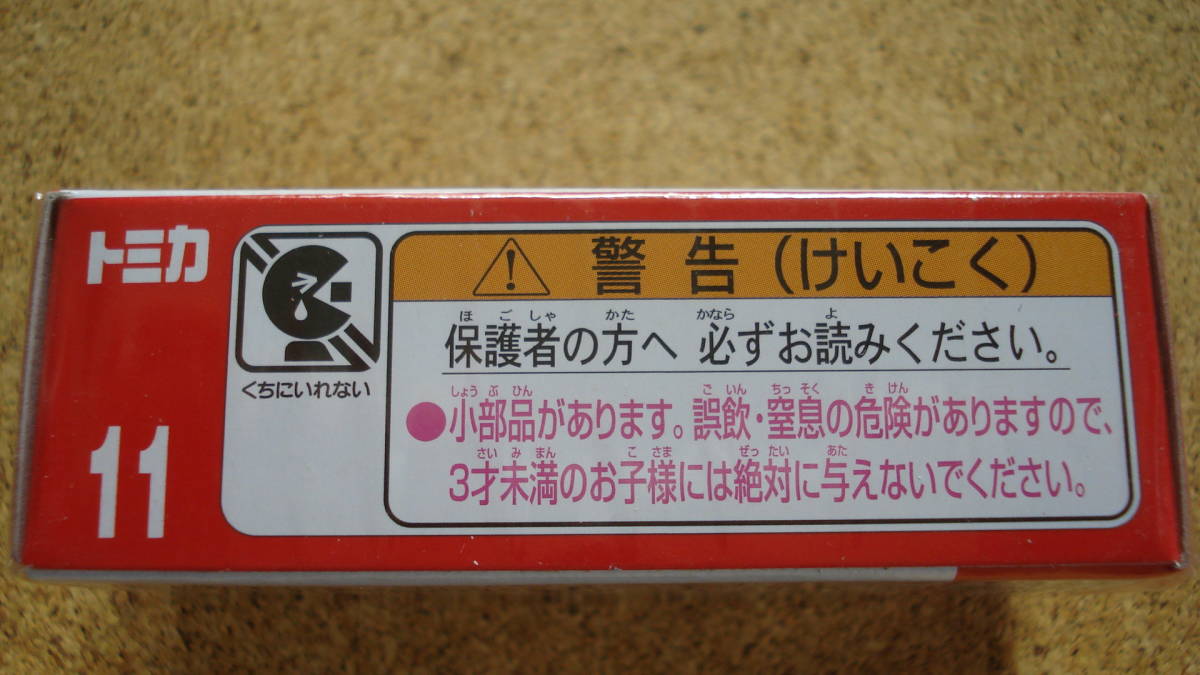 トミカ
11
くちにいれない
警告(けいこく)
ほごしゃ かた かなら よ
保護者の方へ 必ずお読みください。
しょうぶひん ごいん ちっそく きけん
●小部品があります。誤飲・窒息の危険がありますので、
さいみまん こさま ぜったい あた
3才未満のお子様には絶対に与えないでください。